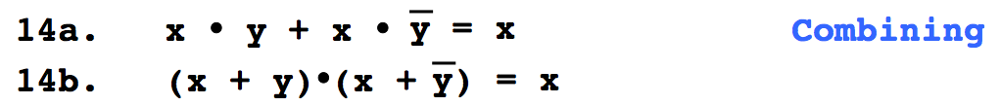 14a. x • y + x • y̅ = x Combining
14b. (x + y)•(x + y̅) = x